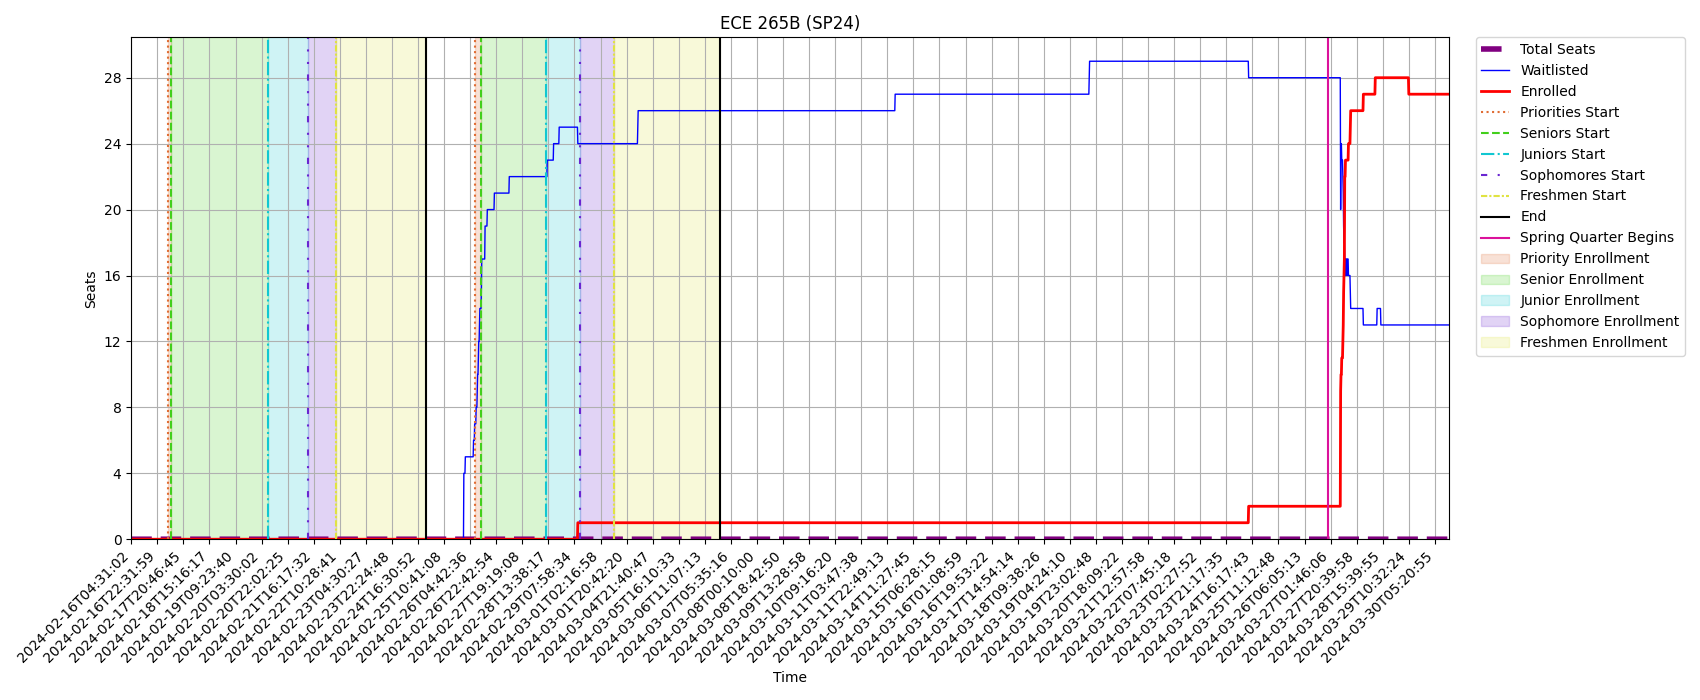 ECE 265B (SP24)
Seats
28
24
20
16
12
8
4
0
2024-02-16T04:31:02
2024-02-16T22:31:59
2024-02-17T20:46:45
2024-02-18T15:16:17
2024-02-19T09:23:40
2024-02-20T03:30:02
2024-02-20T22:02:25
2024-02-21T16:17:32
2024-02-22T10:28:41
2024-02-23T04:30:27
2024-02-23T22:24:48
2024-02-24T16:30:52
2024-02-25T10:41:08
2024-02-26T04:42:36
2024-02-26T22:42:54
2024-02-27T19:19:08
2024-02-28T13:38:17
2024-02-29T07:58:34
2024-03-01T02:16:58
2024-03-01T20:42:20
2024-03-04T21:40:47
2024-03-05T16:10:33
2024-03-06T11:07:13
2024-03-07T05:35:16
2024-03-08T00:10:00
2024-03-08T18:42:50
2024-03-09T13:28:58
2024-03-10T09:16:20
2024-03-11T03:47:38
2024-03-11T22:49:13
2024-03-14T11:27:45
2024-03-15T06:28:15
2024-03-16T01:08:59
2024-03-16T19:53:22
2024-03-17T14:54:14
2024-03-18T09:38:26
2024-03-19T04:24:10
2024-03-19T23:02:48
2024-03-20T18:09:22
2024-03-21T12:57:58
2024-03-22T07:45:18
2024-03-23T02:27:52
2024-03-23T21:17:35
2024-03-24T16:17:43
2024-03-25T11:12:48
2024-03-26T06:05:13
2024-03-27T01:46:06
2024-03-27T20:39:58
2024-03-28T15:39:55
2024-03-29T10:32:24
2024-03-30T05:20:55
Time
Total Seats
Waitlisted
Enrolled
Priorities Start
Seniors Start
Juniors Start
Sophomores Start
Freshmen Start
End
Spring Quarter Begins
Priority Enrollment
Senior Enrollment
Junior Enrollment
Sophomore Enrollment
Freshmen Enrollment